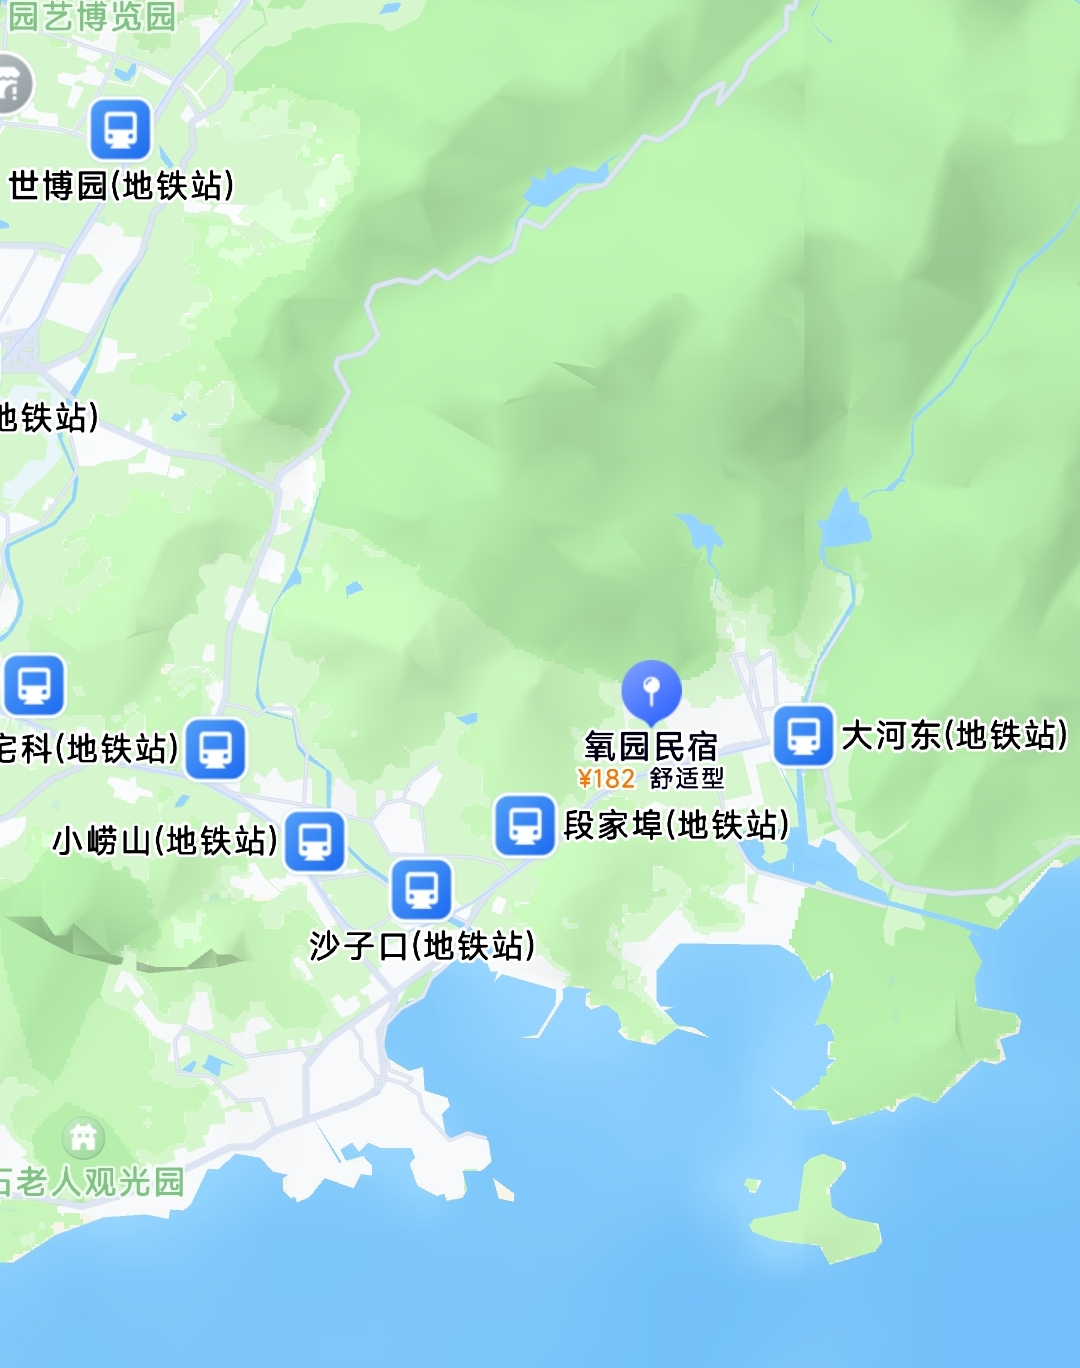 园艺博览园
世博园(地铁站)
地铁站)
宅科(地铁站)
氧园民宿
¥182 舒适型
大河东(地铁站)
段家埠(地铁站)
小崂山(地铁站)
沙子口(地铁站)
石老人观光园